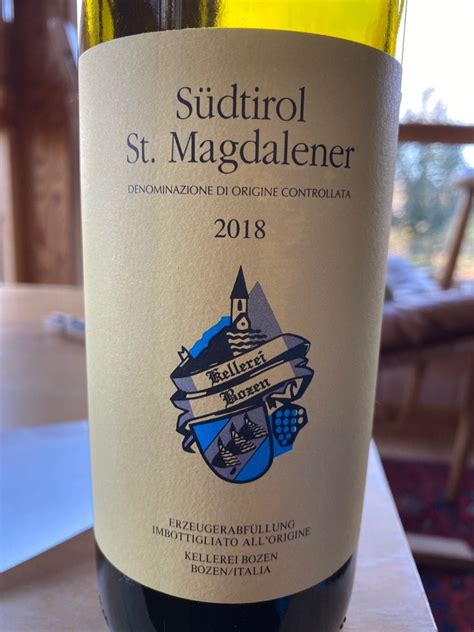 Südtirol
St. Magdalener
DENOMINAZIONE DI ORIGINE CONTROLLATA
2018
Kellerei
Bozen
ERZEUGERABFÜLLUNG
IMBOTTIGLIATO ALL'ORIGINE
KELLEREI BOZEN
BOZEN/ITALIA